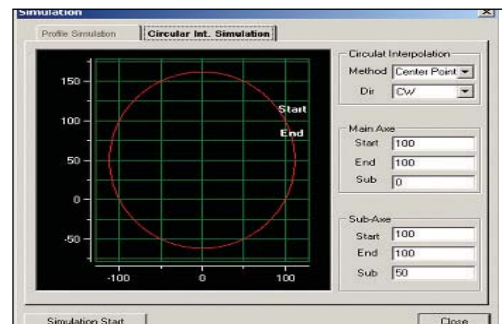 Simulation
Profile Simulation
Circular Int. Simulation
150
100
50
0
-50
-100
0
100
Start
End
Circulat Interpolation
Method Center Point
Dir CW
Main Axe
Start 100
End 100
Sub 0
Sub-Axe
Start 100
End 100
Sub 50
Simulation Start
Close